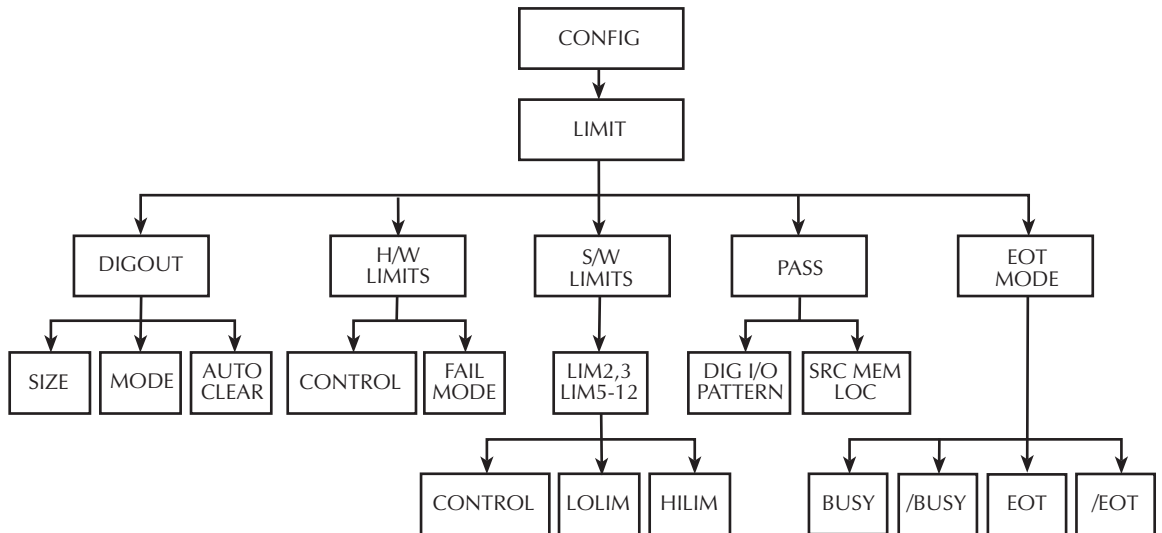 CONFIG
LIMIT
DIGOUT
H/W
LIMITS
S/W
LIMITS
PASS
EOT
MODE
SIZE
MODE
AUTO
CLEAR
CONTROL
FAIL
MODE
LIM2,3
LIM5-12
DIG I/O
PATTERN
SRC MEM
LOC
CONTROL
LOLIM
HILIM
BUSY
/BUSY
EOT
/EOT